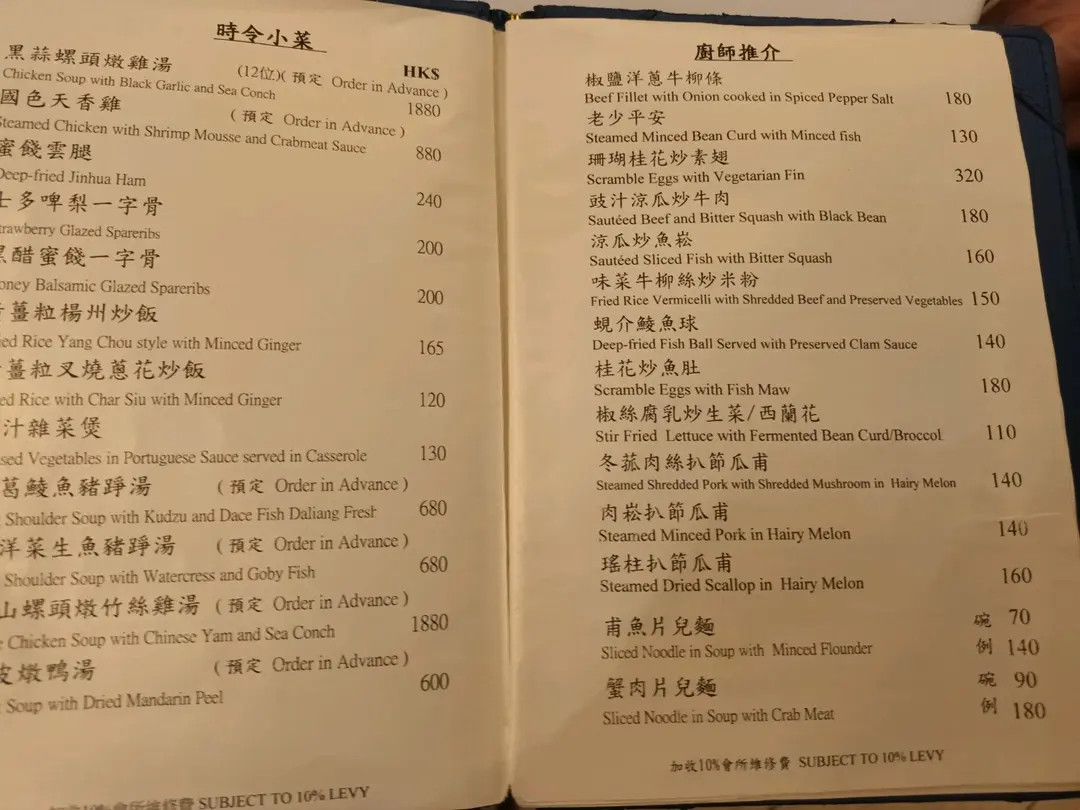 時令小菜
HK$
黑蒜螺頭燉雞湯 (12位)( 預定 Order in Advance )
Chicken Soup with Black Garlic and Sea Conch 1880
國色天香雞 ( 預定 Order in Advance )
Steamed Chicken with Shrimp Mousse and Crabmeat Sauce 880
蜜餞雲腿
Deep-fried Jinhua Ham 240
士多啤梨一字骨
Strawberry Glazed Spareribs 200
黑醋蜜餞一字骨
Honey Balsamic Glazed Spareribs 200
薑粒楊州炒飯
ied Rice Yang Chou style with Minced Ginger 165
薑粒叉燒蔥花炒飯
ed Rice with Char Siu with Minced Ginger 120
汁雜菜煲
sed Vegetables in Portuguese Sauce served in Casserole 130
葛鯪魚豬踭湯 ( 預定 Order in Advance )
Shoulder Soup with Kudzu and Dace Fish Daliang Fresh 680
洋菜生魚豬踭湯 ( 預定 Order in Advance )
Shoulder Soup with Watercress and Goby Fish 680
山螺頭燉竹絲雞湯 ( 預定 Order in Advance )
Chicken Soup with Chinese Yam and Sea Conch 1880
皮燉鴨湯 ( 預定 Order in Advance )
Soup with Dried Mandarin Peel 600
加收10%會所維修費 SUBJECT TO 10% LEVY
廚師推介
椒鹽洋蔥牛柳條
Beef Fillet with Onion cooked in Spiced Pepper Salt 180
老少平安
Steamed Minced Bean Curd with Minced fish 130
珊瑚桂花炒素翅
Scramble Eggs with Vegetarian Fin 320
豉汁涼瓜炒牛肉
Sautéed Beef and Bitter Squash with Black Bean 180
涼瓜炒魚崧
Sautéed Sliced Fish with Bitter Squash 160
味菜牛柳絲炒米粉
Fried Rice Vermicelli with Shredded Beef and Preserved Vegetables 150
蜆介鯪魚球
Deep-fried Fish Ball Served with Preserved Clam Sauce 140
桂花炒魚肚
Scramble Eggs with Fish Maw 180
椒絲腐乳炒生菜/西蘭花
Stir Fried Lettuce with Fermented Bean Curd/Broccol 110
冬菰肉絲扒節瓜甫
Steamed Shredded Pork with Shredded Mushroom in Hairy Melon 140
肉崧扒節瓜甫
Steamed Minced Pork in Hairy Melon 140
瑤柱扒節瓜甫
Steamed Dried Scallop in Hairy Melon 160
甫魚片兒麵 碗 70
Sliced Noodle in Soup with Minced Flounder 例 140
蟹肉片兒麵 碗 90
Sliced Noodle in Soup with Crab Meat 例 180
加收10%會所維修費 SUBJECT TO 10% LEVY